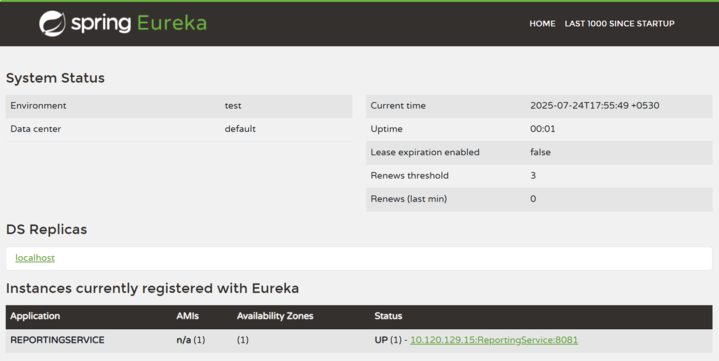 spring Eureka
HOME LAST 1000 SINCE STARTUP
System Status
Environment test
Data center default
Current time 2025-07-24T17:55:49 +0530
Uptime 00:01
Lease expiration enabled false
Renews threshold 3
Renews (last min) 0
DS Replicas
localhost
Instances currently registered with Eureka
Application AMIs Availability Zones Status
REPORTINGSERVICE n/a (1) (1) UP (1) - 10.120.129.15:ReportingService:8081